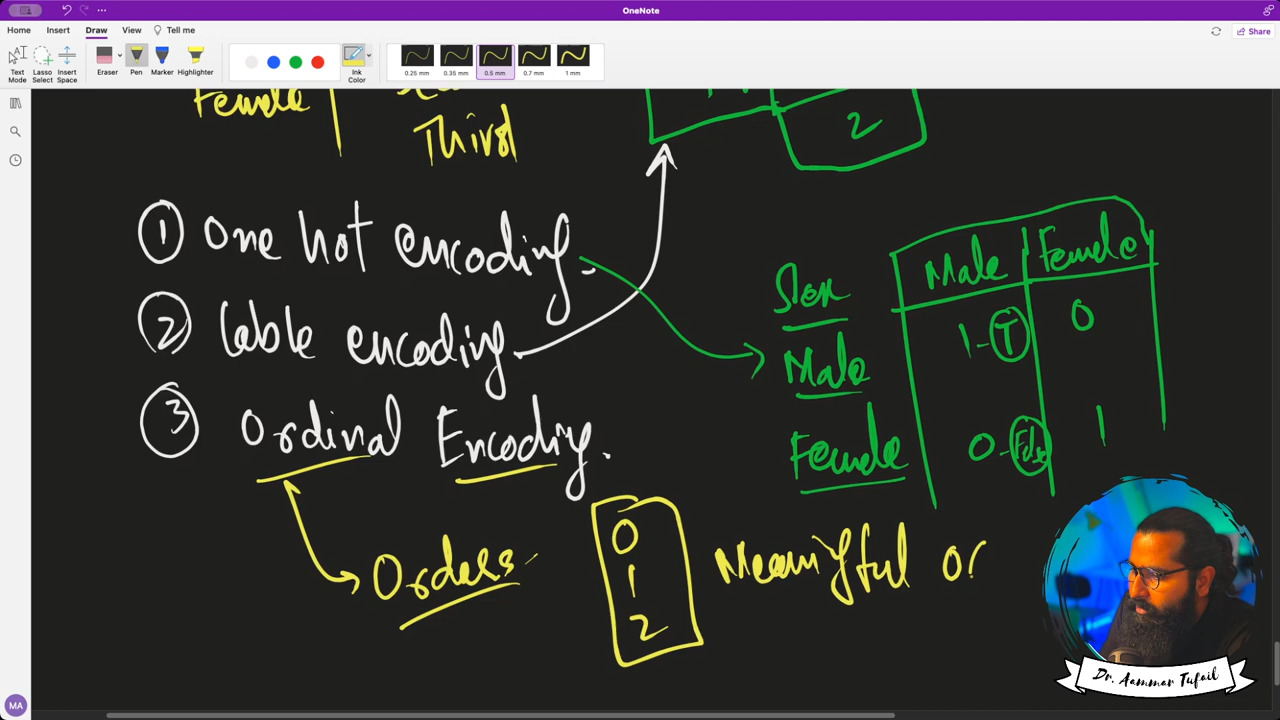 OneNote
Home Insert Draw View Tell me
Share
Text Mode
Lasso Select
Insert Space
Eraser
Pen
Marker
Highlighter
Ink Color
0.25 mm
0.35 mm
0.5 mm
0.7 mm
1 mm
Female
Third
2
1 One hot encoding.
2 lable encoding
3 Ordinal Encoding.
Male Female
Sex
Male 1 - T 0
Female 0 - 1
Orders
0
1
2
Meaningful or
MA
Dr. Aammar Tufail